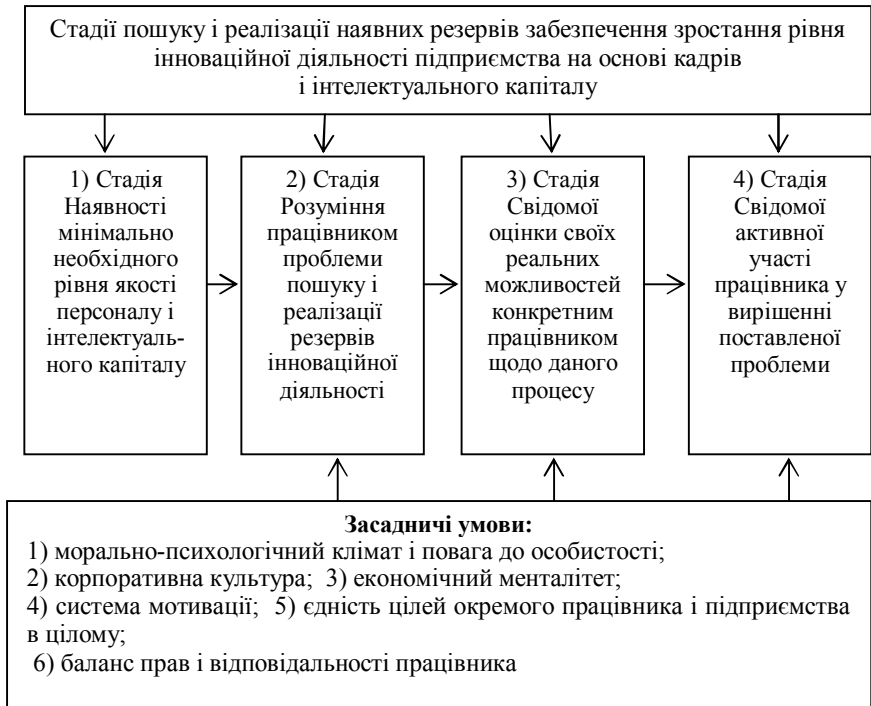 Стадії пошуку і реалізації наявних резервів забезпечення зростання рівня
інноваційної діяльності підприємства на основі кадрів
і інтелектуального капіталу
1) Стадія
Наявності
мінімально
необхідного
рівня якості
персоналу і
інтелектуаль-
ного капіталу
2) Стадія
Розуміння
працівником
проблеми
пошуку і
реалізації
резервів
інноваційної
діяльності
3) Стадія
Свідомої
оцінки своїх
реальних
можливостей
конкретним
працівником
щодо даного
процесу
4) Стадія
Свідомої
активної
участі
працівника у
вирішенні
поставленої
проблеми
Засадничі умови:
1) морально-психологічний клімат і повага до особистості;
2) корпоративна культура; 3) економічний менталітет;
4) система мотивації; 5) єдність цілей окремого працівника і підприємства
в цілому;
6) баланс прав і відповідальності працівника